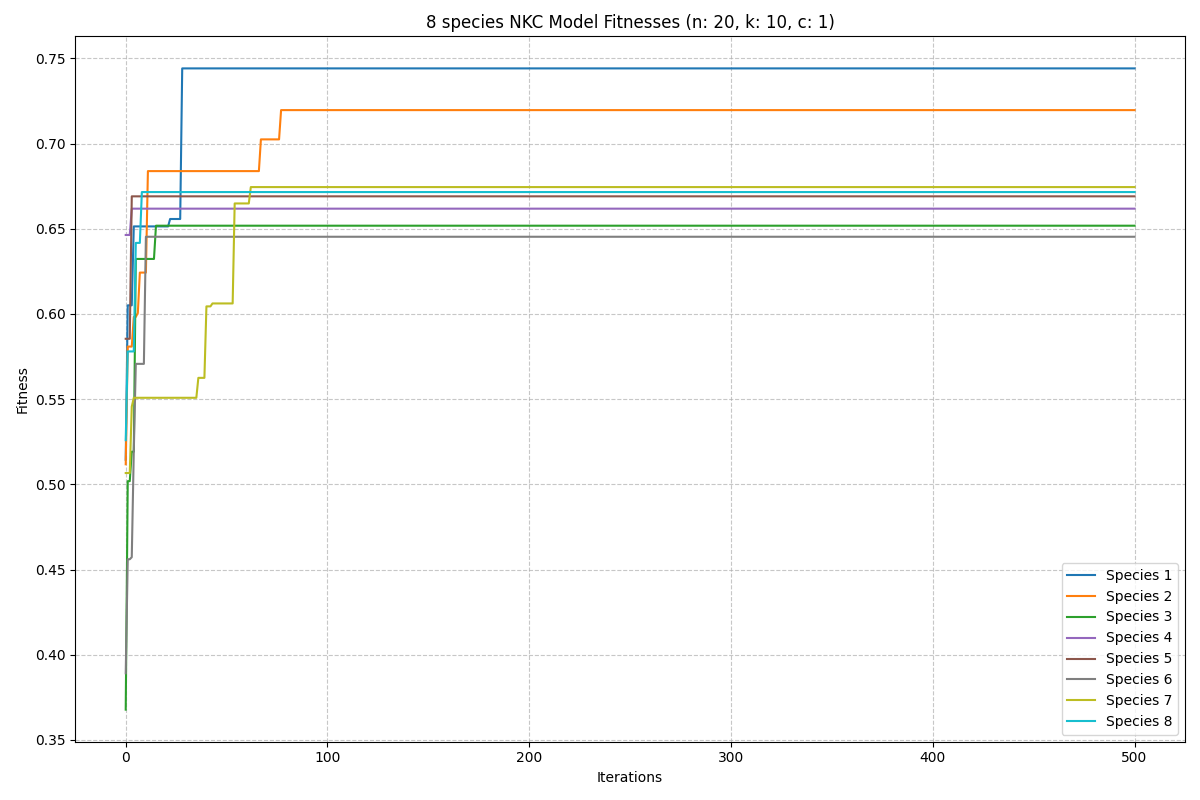 8 species NKC Model Fitnesses (n: 20, k: 10, c: 1)
Fitness
0.75
0.70
0.65
0.60
0.55
0.50
0.45
0.40
0.35
0
100
200
300
400
500
Iterations
Species 1
Species 2
Species 3
Species 4
Species 5
Species 6
Species 7
Species 8